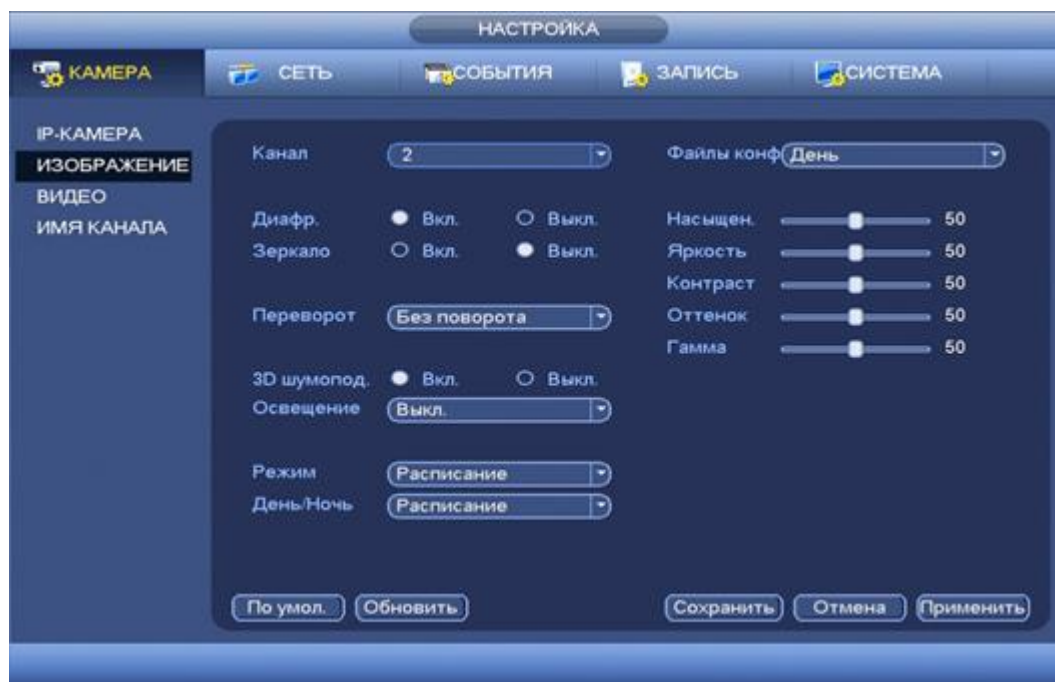 НАСТРОЙКА
КАМЕРА СЕТЬ СОБЫТИЯ ЗАПИСЬ СИСТЕМА
IP-КАМЕРА
ИЗОБРАЖЕНИЕ
ВИДЕО
ИМЯ КАНАЛА
Канал 2 Файлы конф День
Диафр. Вкл. Выкл. Насыщен. 50
Зеркало Вкл. Выкл. Яркость 50
Контраст 50
Переворот Без поворота Оттенок 50
Гамма 50
3D шумопод. Вкл. Выкл.
Освещение Выкл.
Режим Расписание
День/Ночь Расписание
По умол. Обновить Сохранить Отмена Применить